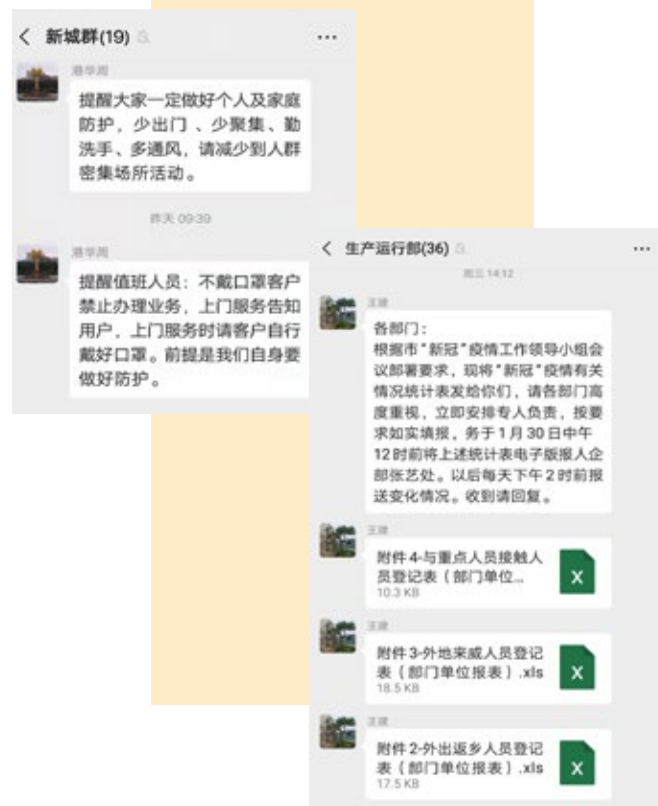 新城群(19)
港华周
提醒大家一定做好个人及家庭
防护，少出门 、少聚集、勤
洗手、多通风，请减少到人群
密集场所活动。
昨天 09:39
港华周
提醒值班人员：不戴口罩客户
禁止办理业务，上门服务告知
用户，上门服务时请客户自行
戴好口罩。前提是我们自身要
做好防护。
生产运行部(36)
周三 14:12
王建
各部门：
根据市“新冠”疫情工作领导小组会
议部署要求，现将“新冠”疫情有关
情况统计表发给你们，请各部门高
度重视，立即安排专人负责，按要
求如实填报，务于1月30日中午
12时前将上述统计表电子版报人企
部张艺处。以后每天下午2时前报
送变化情况。收到请回复。
王建
附件4-与重点人员接触人
员登记表（部门单位...
10.3 KB
X
王建
附件3-外地来威人员登记
表（部门单位报表）.xls
18.5 KB
X
王建
附件2-外出返乡人员登记
表（部门单位报表）.xls
17.5 KB
X